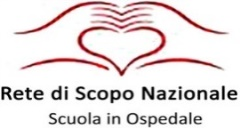 Rete di Scopo Nazionale
Scuola in Ospedale